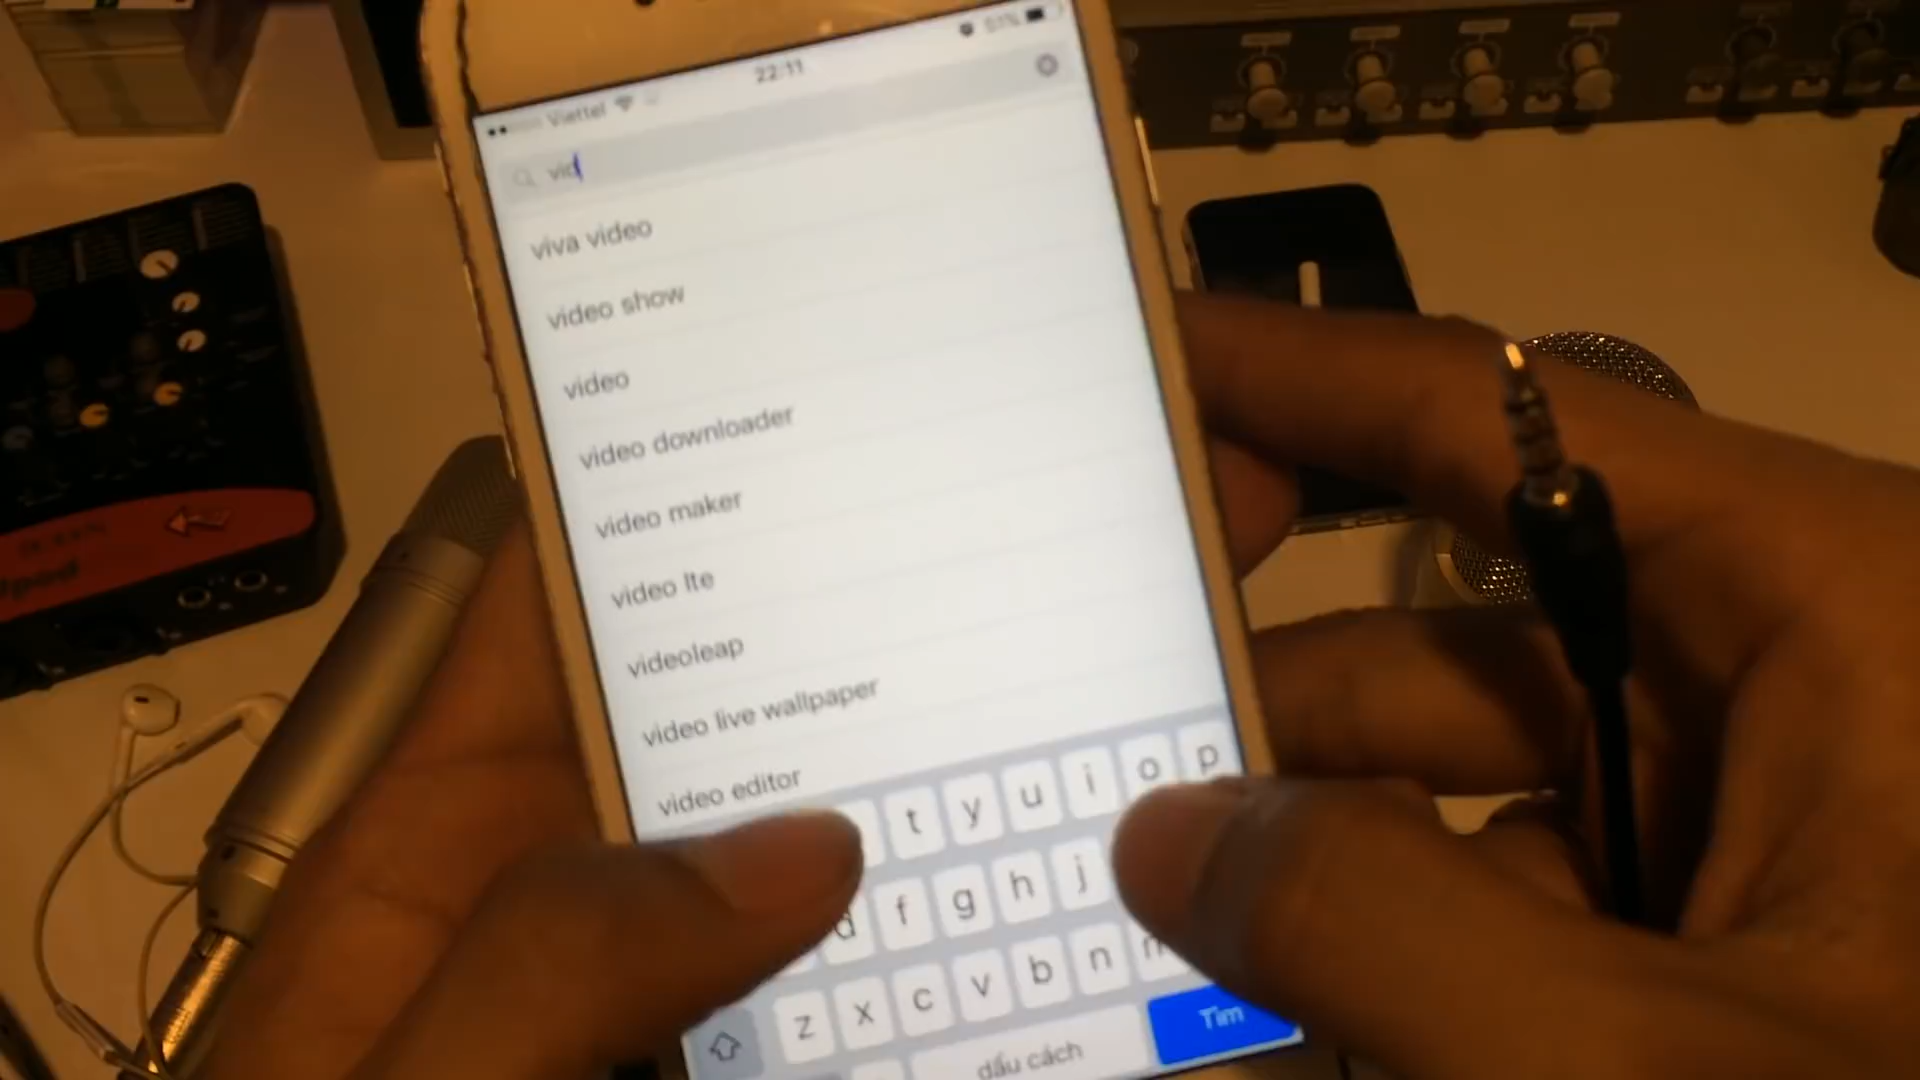 Viettel
22:11
51%
vid
viva video
video show
video
video downloader
video maker
video lte
videoleap
video live wallpaper
video editor
t y u i o p
d f g h j
z x c v b n m
dấu cách
Tìm